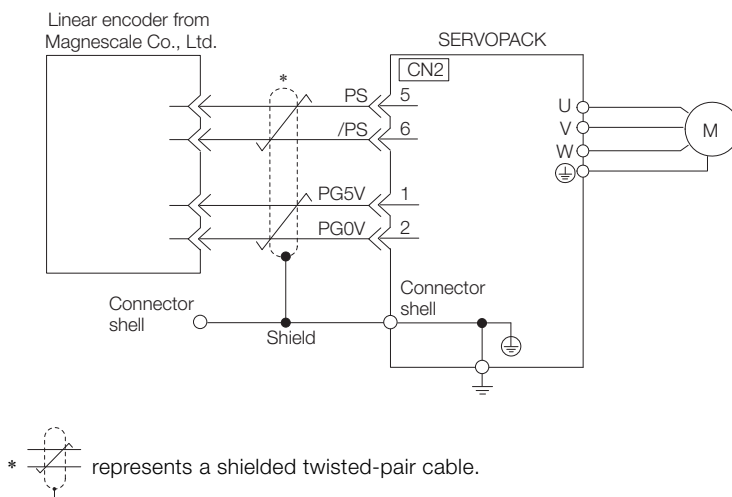 Linear encoder from
Magnescale Co., Ltd.
SERVOPACK
CN2
*
PS
5
/PS
6
PG5V
1
PG0V
2
U
V
W
M
Connector
shell
Connector
shell
Shield
* represents a shielded twisted-pair cable.